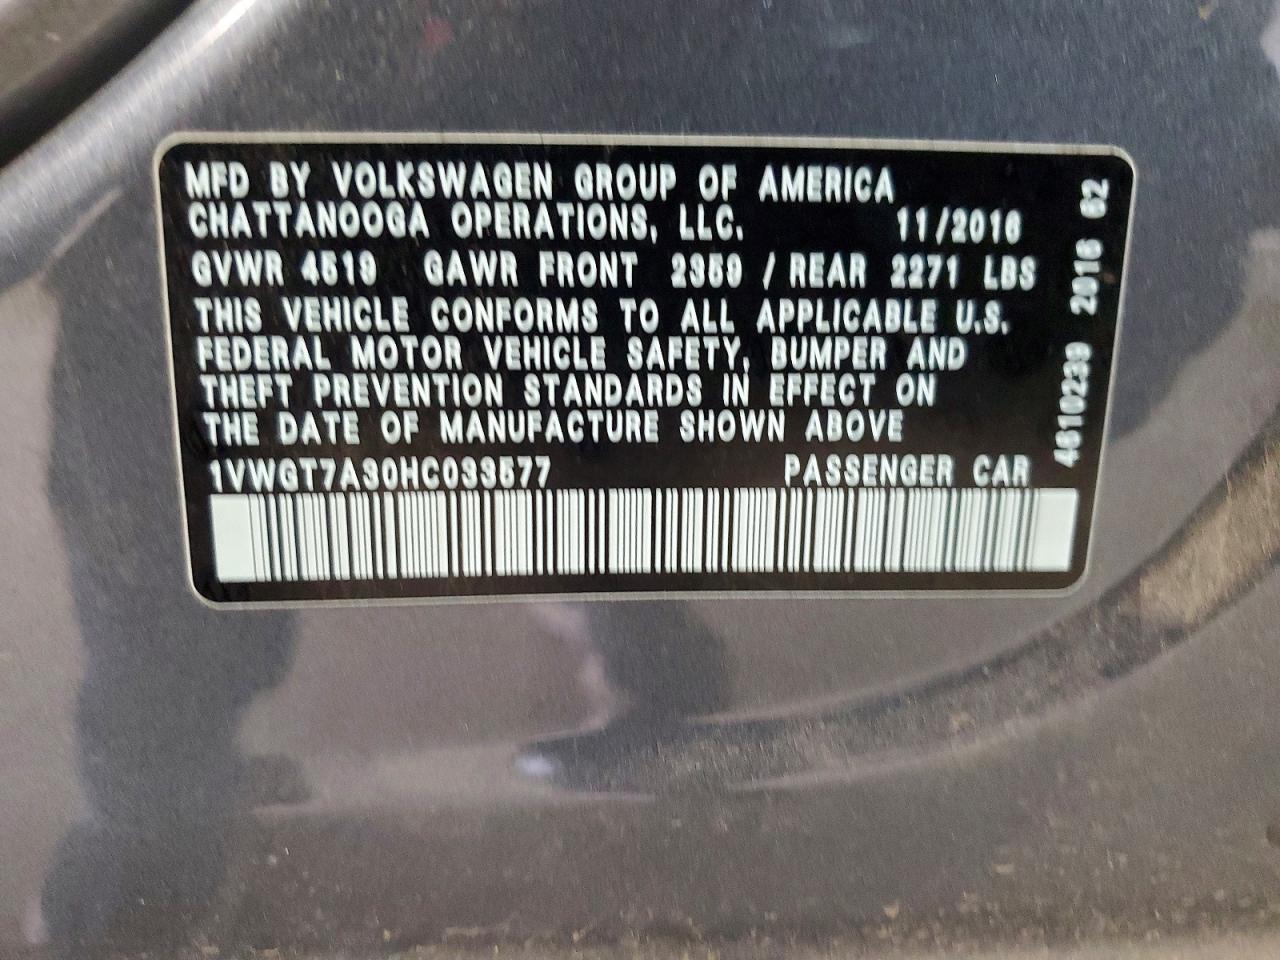 MFD BY VOLKSWAGEN GROUP OF AMERICA
CHATTANOOGA OPERATIONS, LLC. 11/2016
GVWR 4519 GAWR FRONT 2359 / REAR 2271 LBS
THIS VEHICLE CONFORMS TO ALL APPLICABLE U.S.
FEDERAL MOTOR VEHICLE SAFETY, BUMPER AND
THEFT PREVENTION STANDARDS IN EFFECT ON
THE DATE OF MANUFACTURE SHOWN ABOVE
1VWGT7A30HC033577 PASSENGER CAR
4610239 2016 62